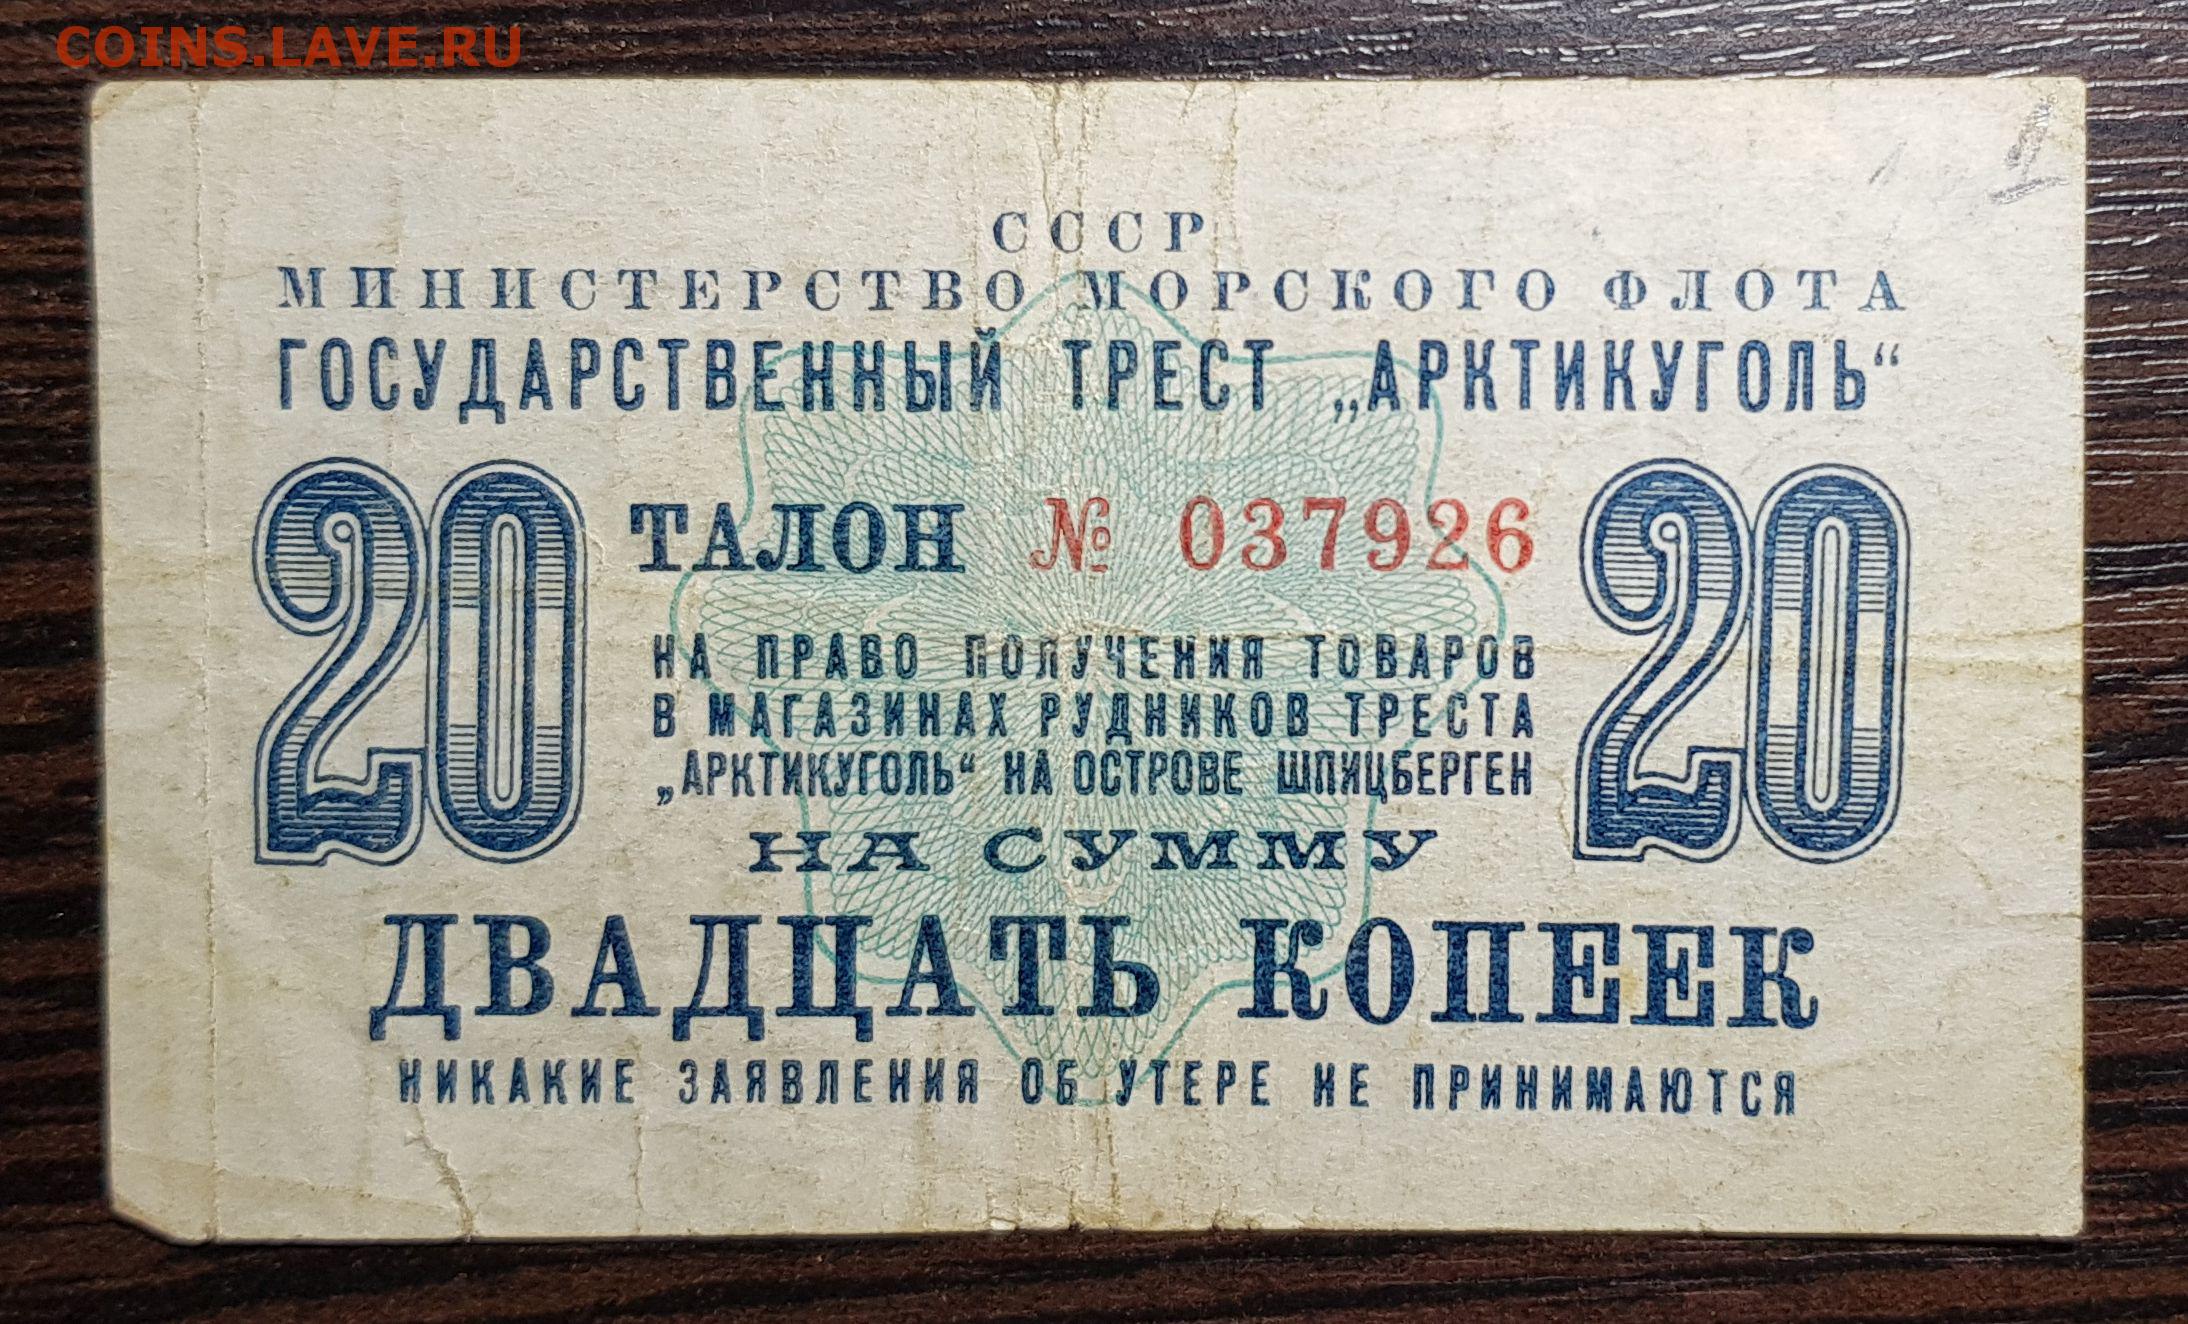 COINS.LAVE.RU
СССР
МИНИСТЕРСТВО МОРСКОГО ФЛОТА
ГОСУДАРСТВЕННЫЙ ТРЕСТ „АРКТИКУГОЛЬ“
20 ТАЛОН № 037926 20
НА ПРАВО ПОЛУЧЕНИЯ ТОВАРОВ
В МАГАЗИНАХ РУДНИКОВ ТРЕСТА
„АРКТИКУГОЛЬ“ НА ОСТРОВЕ ШПИЦБЕРГЕН
НА СУММУ
ДВАДЦАТЬ КОПЕЕК
НИКАКИЕ ЗАЯВЛЕНИЯ ОБ УТЕРЕ НЕ ПРИНИМАЮТСЯ